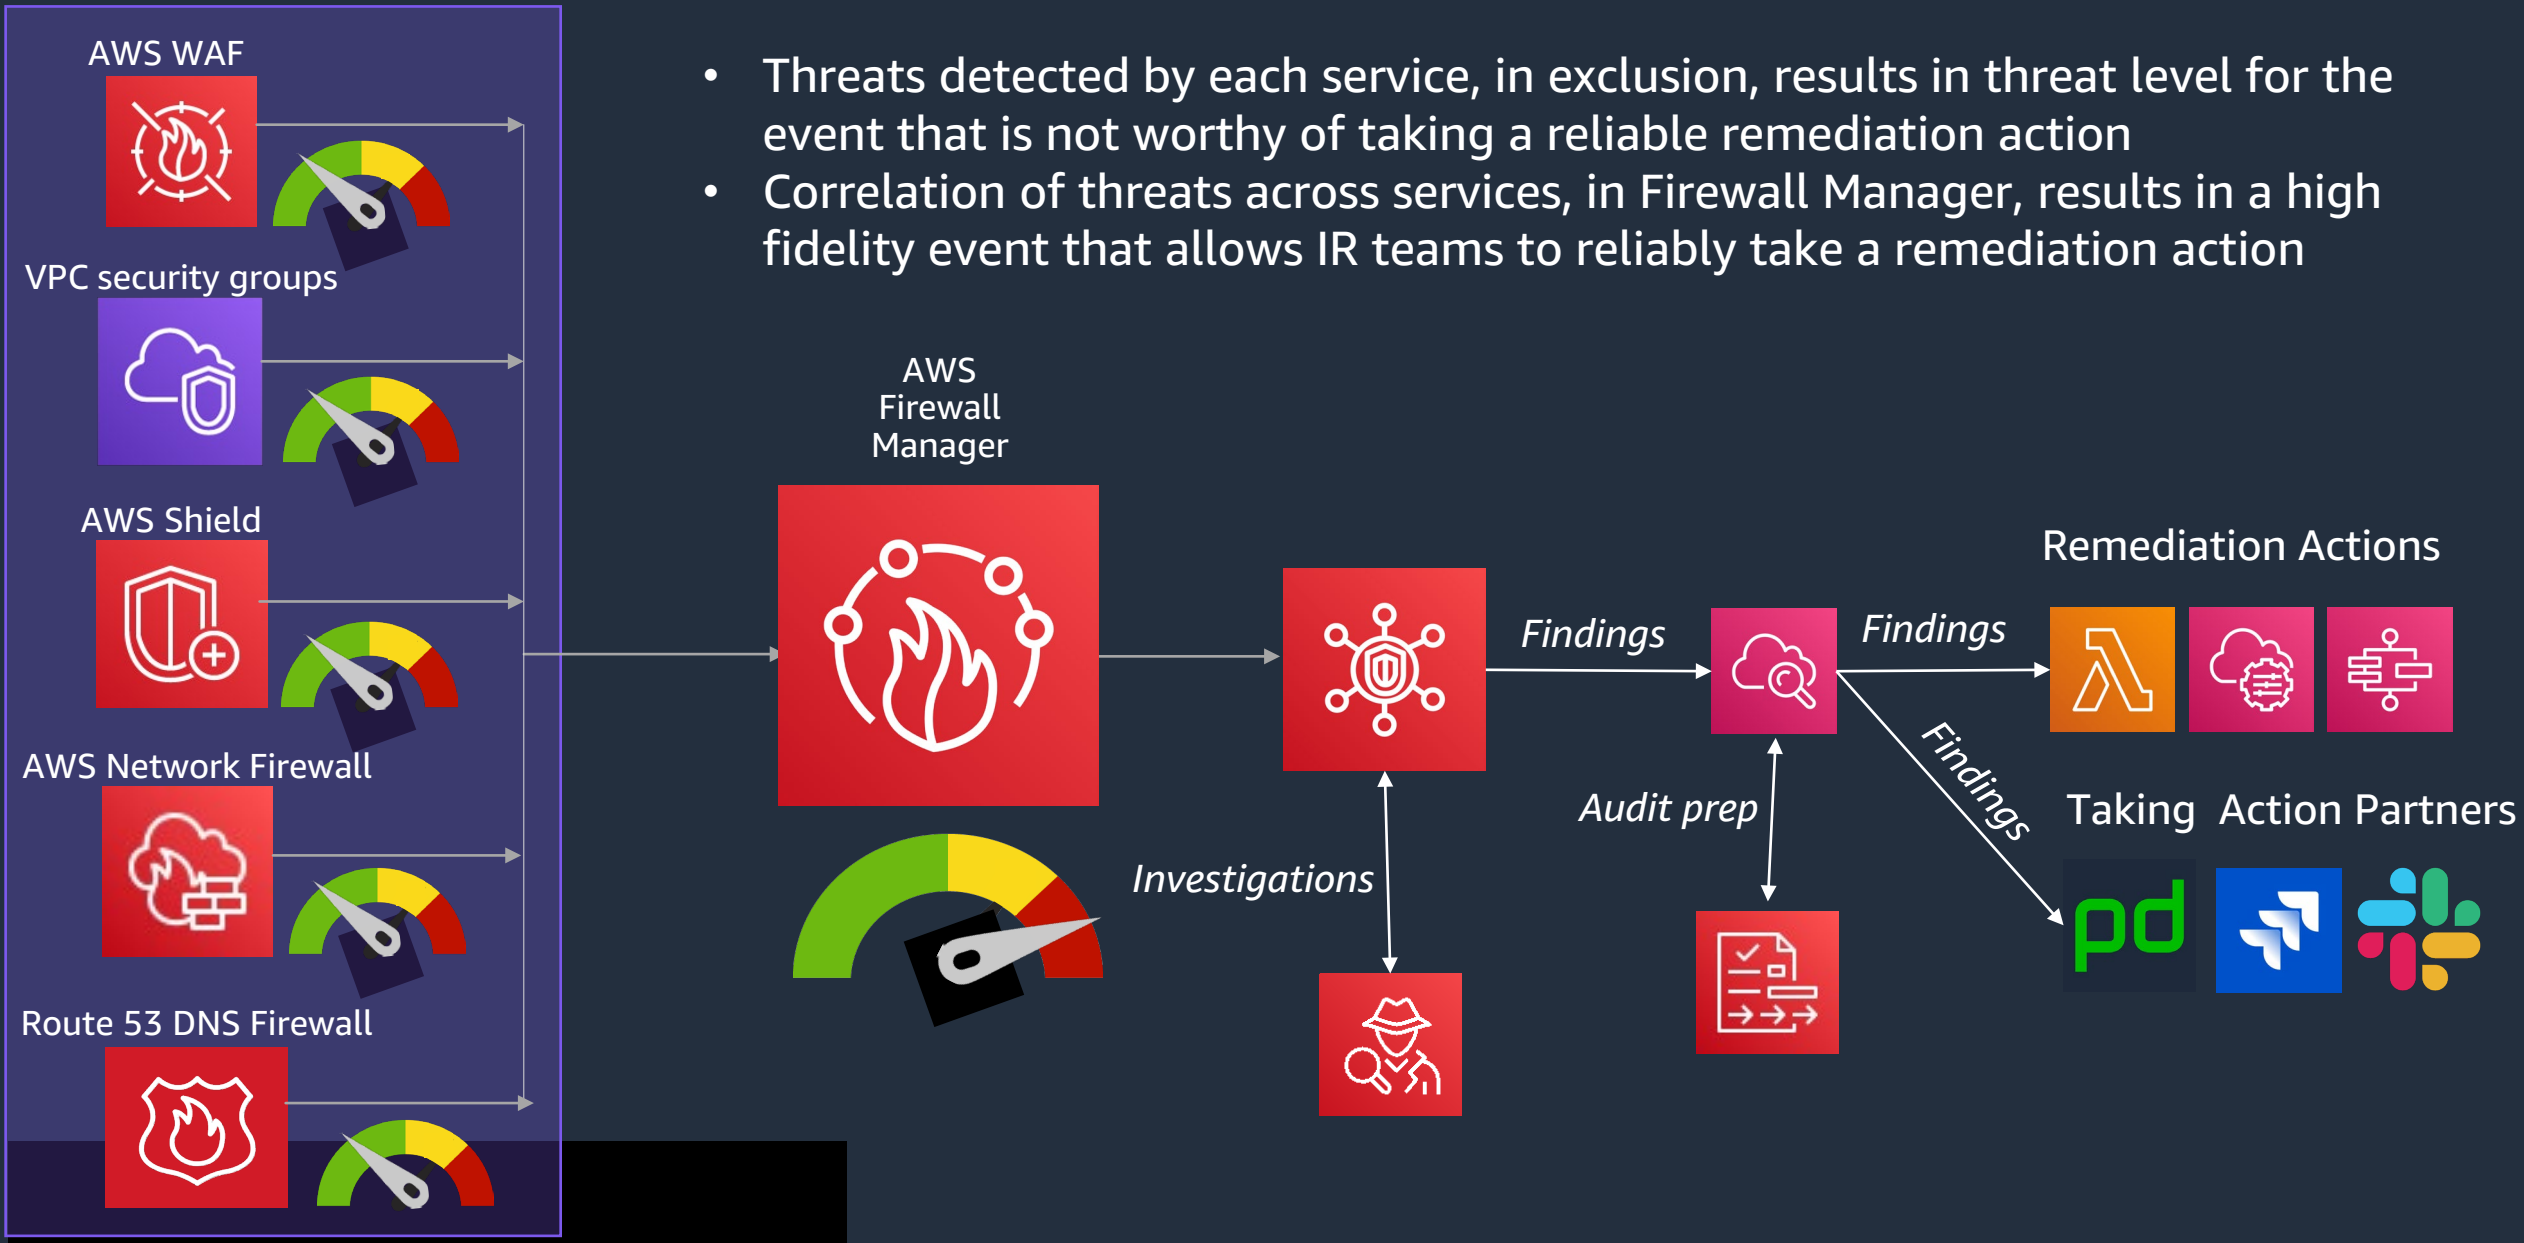 AWS WAF
VPC security groups
AWS Shield
AWS Network Firewall
Route 53 DNS Firewall
• Threats detected by each service, in exclusion, results in threat level for the
event that is not worthy of taking a reliable remediation action
• Correlation of threats across services, in Firewall Manager, results in a high
fidelity event that allows IR teams to reliably take a remediation action
AWS
Firewall
Manager
Investigations
Findings
Audit prep
Findings
Findings
Remediation Actions
Taking Action Partners
pd